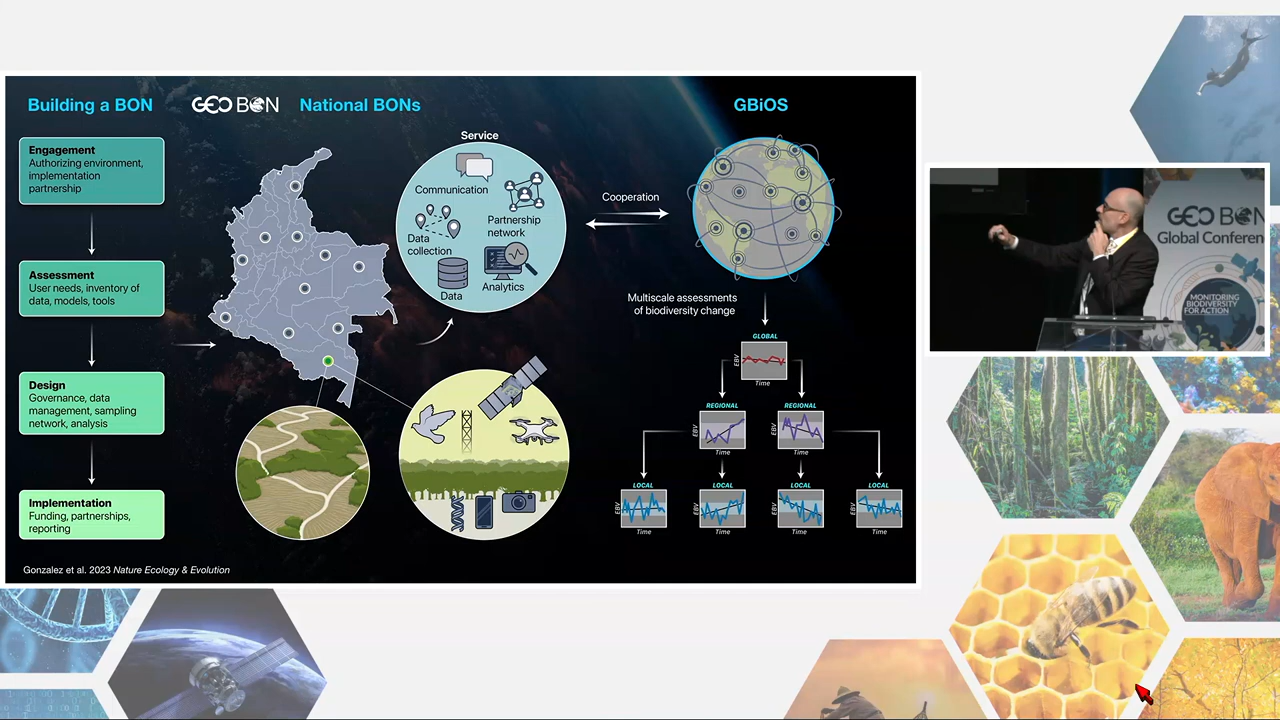 Building a BON
GEO BON
National BONs
GBiOS
Engagement
Authorizing environment,
implementation
partnership
Assessment
User needs, inventory of
data, models, tools
Design
Governance, data
management, sampling
network, analysis
Implementation
Funding, partnerships,
reporting
Gonzalez et al. 2023 Nature Ecology & Evolution
Service
Communication
Partnership
network
Data
collection
Analytics
Data
Cooperation
Multiscale assessments
of biodiversity change
GLOBAL
EBV
Time
REGIONAL
EBV
Time
REGIONAL
EBV
Time
LOCAL
EBV
Time
LOCAL
EBV
Time
LOCAL
EBV
Time
LOCAL
EBV
Time
GEO BON
Global Conferen
MONITORING
BIODIVERSITY
FOR ACTION